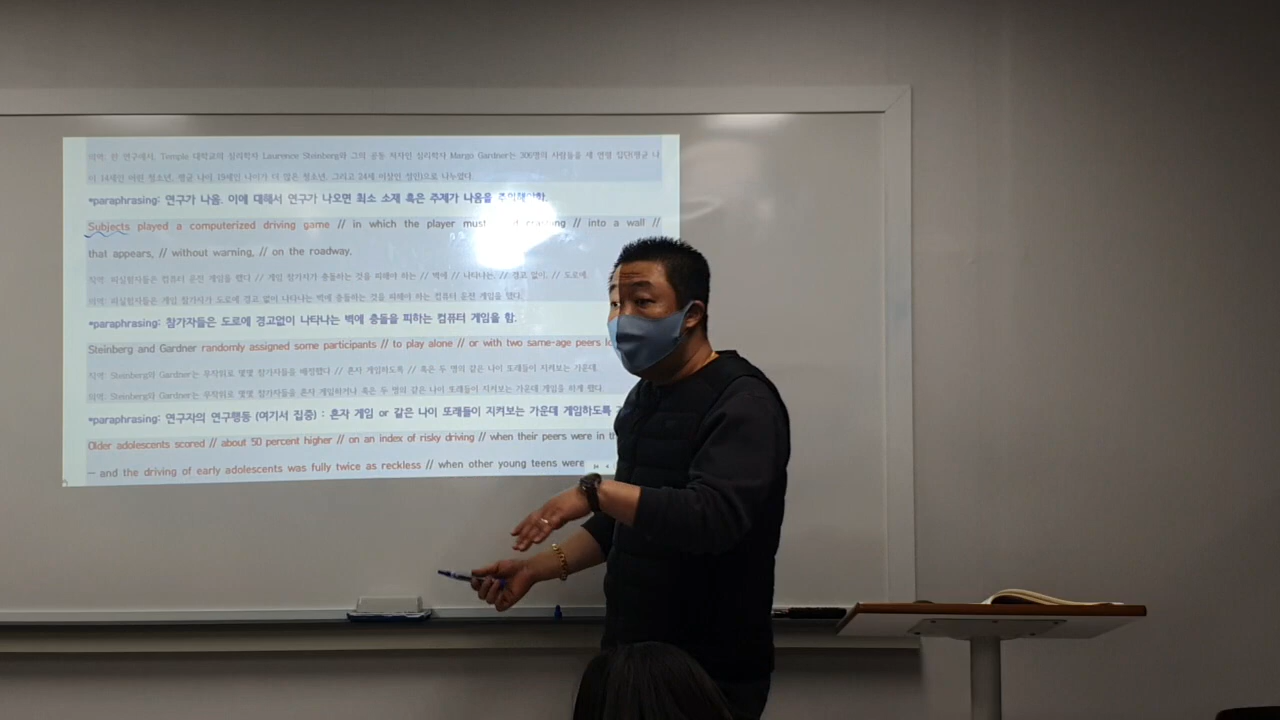 의역: 한 연구에서, Temple 대학교의 심리학자 Laurence Steinberg와 그의 공동 저자인 심리학자 Margo Gardner는 306명의 사람들을 세 연령 집단(평균 나
이 14세인 어린 청소년, 평균 나이 19세인 나이가 더 많은 청소년, 그리고 24세 이상인 성인)으로 나누었다.
*paraphrasing: 연구가 나옴. 이에 대해서 연구가 나오면 최소 소재 혹은 주제가 나옴을 주의해야함.
Subjects played a computerized driving game // in which the player must // into a wall //
that appears, // without warning, // on the roadway.
직역: 피실험자들은 컴퓨터 운전 게임을 했다 // 게임 참가자가 충돌하는 것을 피해야 하는 // 벽에 // 나타나는, // 경고 없이, // 도로에.
의역: 피실험자들은 게임 참가자가 도로에 경고 없이 나타나는 벽에 충돌하는 것을 피해야 하는 컴퓨터 운전 게임을 했다.
*paraphrasing: 참가자들은 도로에 경고없이 나타나는 벽에 충돌을 피하는 컴퓨터 게임을 함.
Steinberg and Gardner randomly assigned some participants // to play alone // or with two same-age peers
직역: Steinberg와 Gardner는 무작위로 몇몇 참가자들을 배정했다 // 혼자 게임하도록 // 혹은 두 명의 같은 나이 또래들이 지켜보는 가운데
의역: Steinberg와 Gardner는 무작위로 몇몇 참가자들을 혼자 게임하거나 혹은 두 명의 같은 나이 또래들이 지켜보는 가운데 게임을 하게 했다
*paraphrasing: 연구자의 연구행동 (여기서 집중) : 혼자 게임 or 같은 나이 또래들이 지켜보는 가운데 게임하도록
Older adolescents scored // about 50 percent higher // on an index of risky driving // when their peers were in
— and the driving of early adolescents was fully twice as reckless // when other young teens were